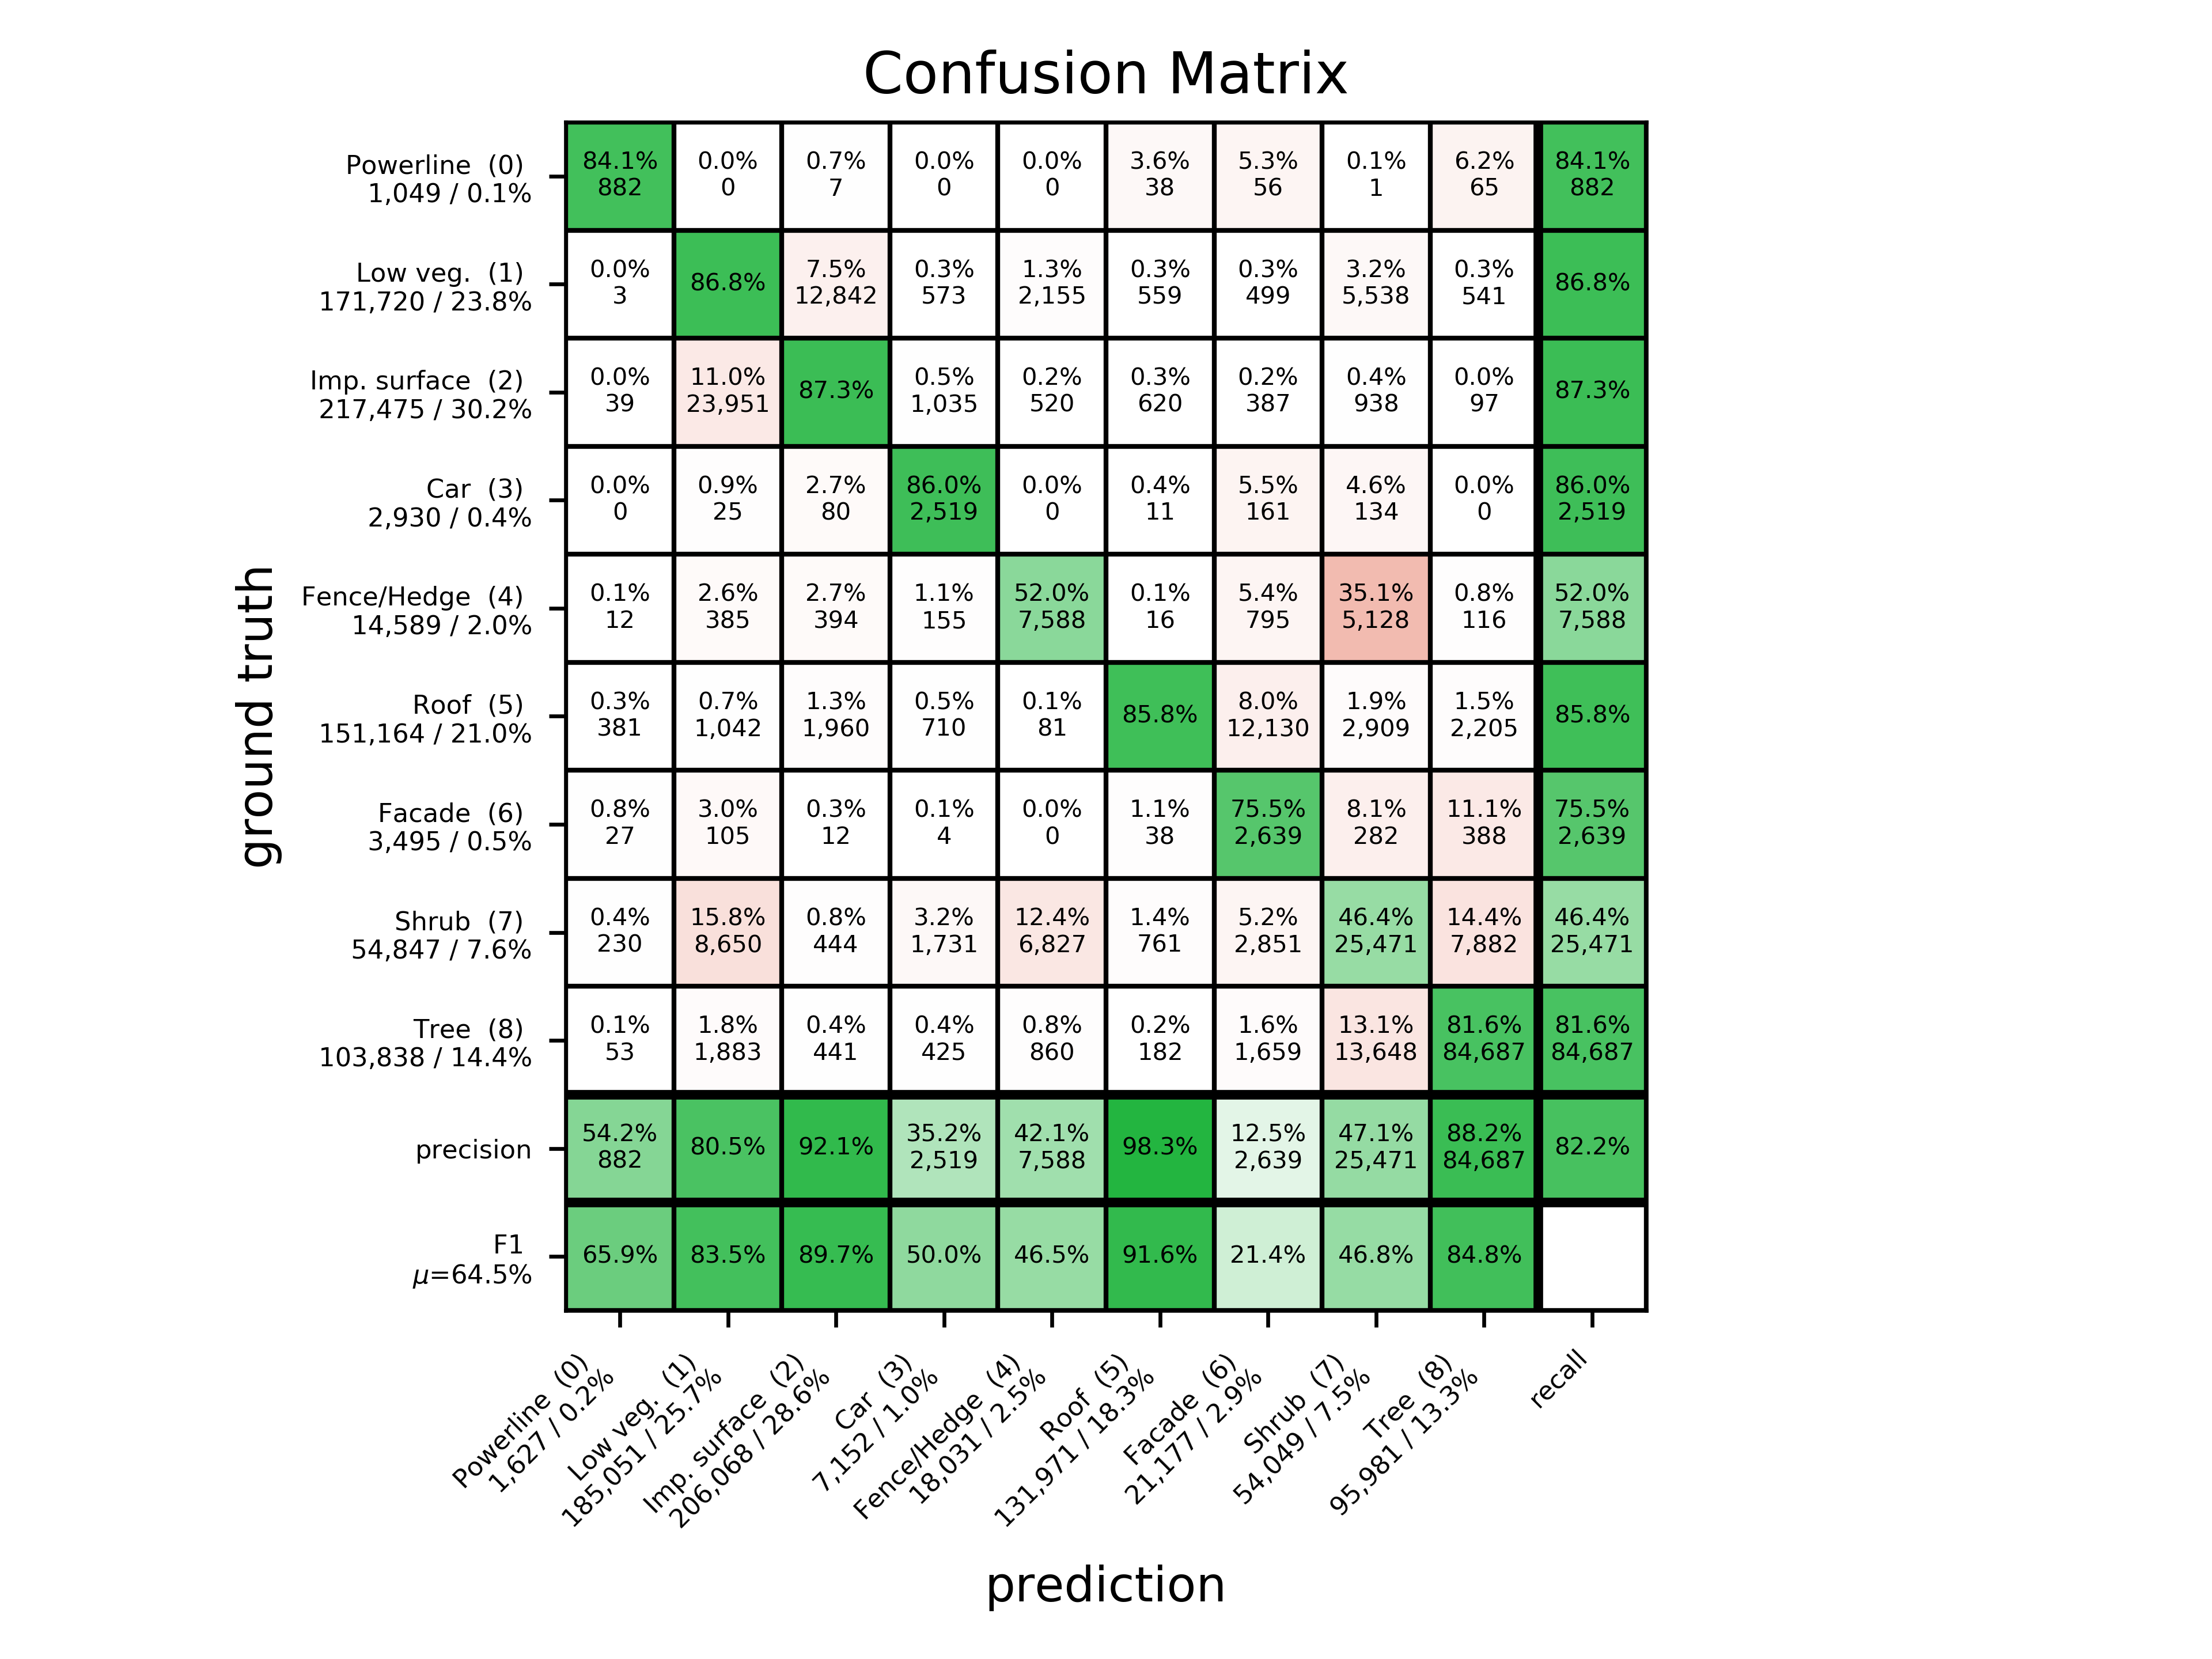 Confusion Matrix
ground truth
Powerline (0)
1,049 / 0.1%
84.1% 0.0% 0.7% 0.0% 0.0% 3.6% 5.3% 0.1% 6.2% 84.1%
882 0 7 0 0 38 56 1 65 882
Low veg. (1)
171,720 / 23.8%
0.0% 86.8% 7.5% 0.3% 1.3% 0.3% 0.3% 3.2% 0.3% 86.8%
3 12,842 573 2,155 559 499 5,538 541
Imp. surface (2)
217,475 / 30.2%
0.0% 11.0% 87.3% 0.5% 0.2% 0.3% 0.2% 0.4% 0.0% 87.3%
39 23,951 1,035 520 620 387 938 97
Car (3)
2,930 / 0.4%
0.0% 0.9% 2.7% 86.0% 0.0% 0.4% 5.5% 4.6% 0.0% 86.0%
0 25 80 2,519 0 11 161 134 0 2,519
Fence/Hedge (4)
14,589 / 2.0%
0.1% 2.6% 2.7% 1.1% 52.0% 0.1% 5.4% 35.1% 0.8% 52.0%
12 385 394 155 7,588 16 795 5,128 116 7,588
Roof (5)
151,164 / 21.0%
0.3% 0.7% 1.3% 0.5% 0.1% 85.8% 8.0% 1.9% 1.5% 85.8%
381 1,042 1,960 710 81 12,130 2,909 2,205
Facade (6)
3,495 / 0.5%
0.8% 3.0% 0.3% 0.1% 0.0% 1.1% 75.5% 8.1% 11.1% 75.5%
27 105 12 4 0 38 2,639 282 388 2,639
Shrub (7)
54,847 / 7.6%
0.4% 15.8% 0.8% 3.2% 12.4% 1.4% 5.2% 46.4% 14.4% 46.4%
230 8,650 444 1,731 6,827 761 2,851 25,471 7,882 25,471
Tree (8)
103,838 / 14.4%
0.1% 1.8% 0.4% 0.4% 0.8% 0.2% 1.6% 13.1% 81.6% 81.6%
53 1,883 441 425 860 182 1,659 13,648 84,687 84,687
precision
54.2% 80.5% 92.1% 35.2% 42.1% 98.3% 12.5% 47.1% 88.2% 82.2%
882 2,519 7,588 2,639 25,471 84,687
F1
μ=64.5%
65.9% 83.5% 89.7% 50.0% 46.5% 91.6% 21.4% 46.8% 84.8%
Powerline (0)
1,627 / 0.2%
Low veg. (1)
185,051 / 25.7%
Imp. surface (2)
206,068 / 28.6%
Car (3)
7,152 / 1.0%
Fence/Hedge (4)
18,031 / 2.5%
Roof (5)
131,971 / 18.3%
Facade (6)
21,177 / 2.9%
Shrub (7)
54,049 / 7.5%
Tree (8)
95,981 / 13.3%
recall
prediction